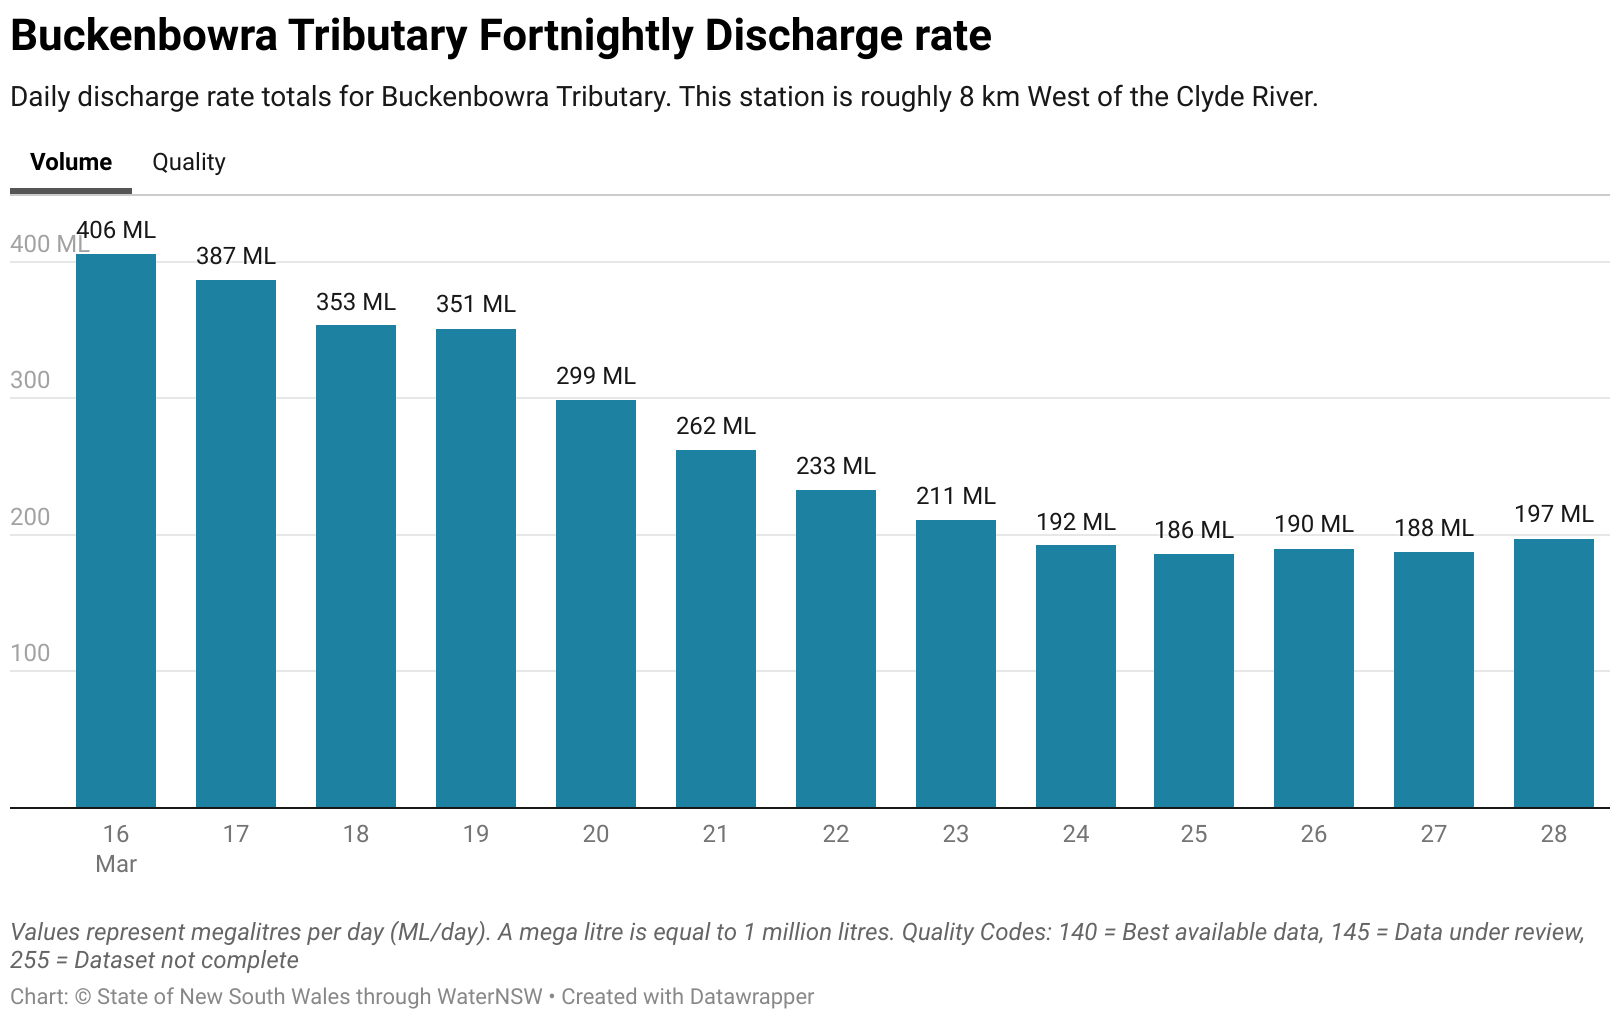 Buckenbowra Tributary Fortnightly Discharge rate
Daily discharge rate totals for Buckenbowra Tributary. This station is roughly 8 km West of the Clyde River.
Volume Quality
406 ML
400 ML
387 ML
353 ML
351 ML
300
299 ML
262 ML
233 ML
211 ML
200
192 ML
186 ML
190 ML
188 ML
197 ML
100
16 17 18 19 20 21 22 23 24 25 26 27 28
Mar
Values represent megalitres per day (ML/day). A mega litre is equal to 1 million litres. Quality Codes: 140 = Best available data, 145 = Data under review,
255 = Dataset not complete
Chart: © State of New South Wales through WaterNSW • Created with Datawrapper